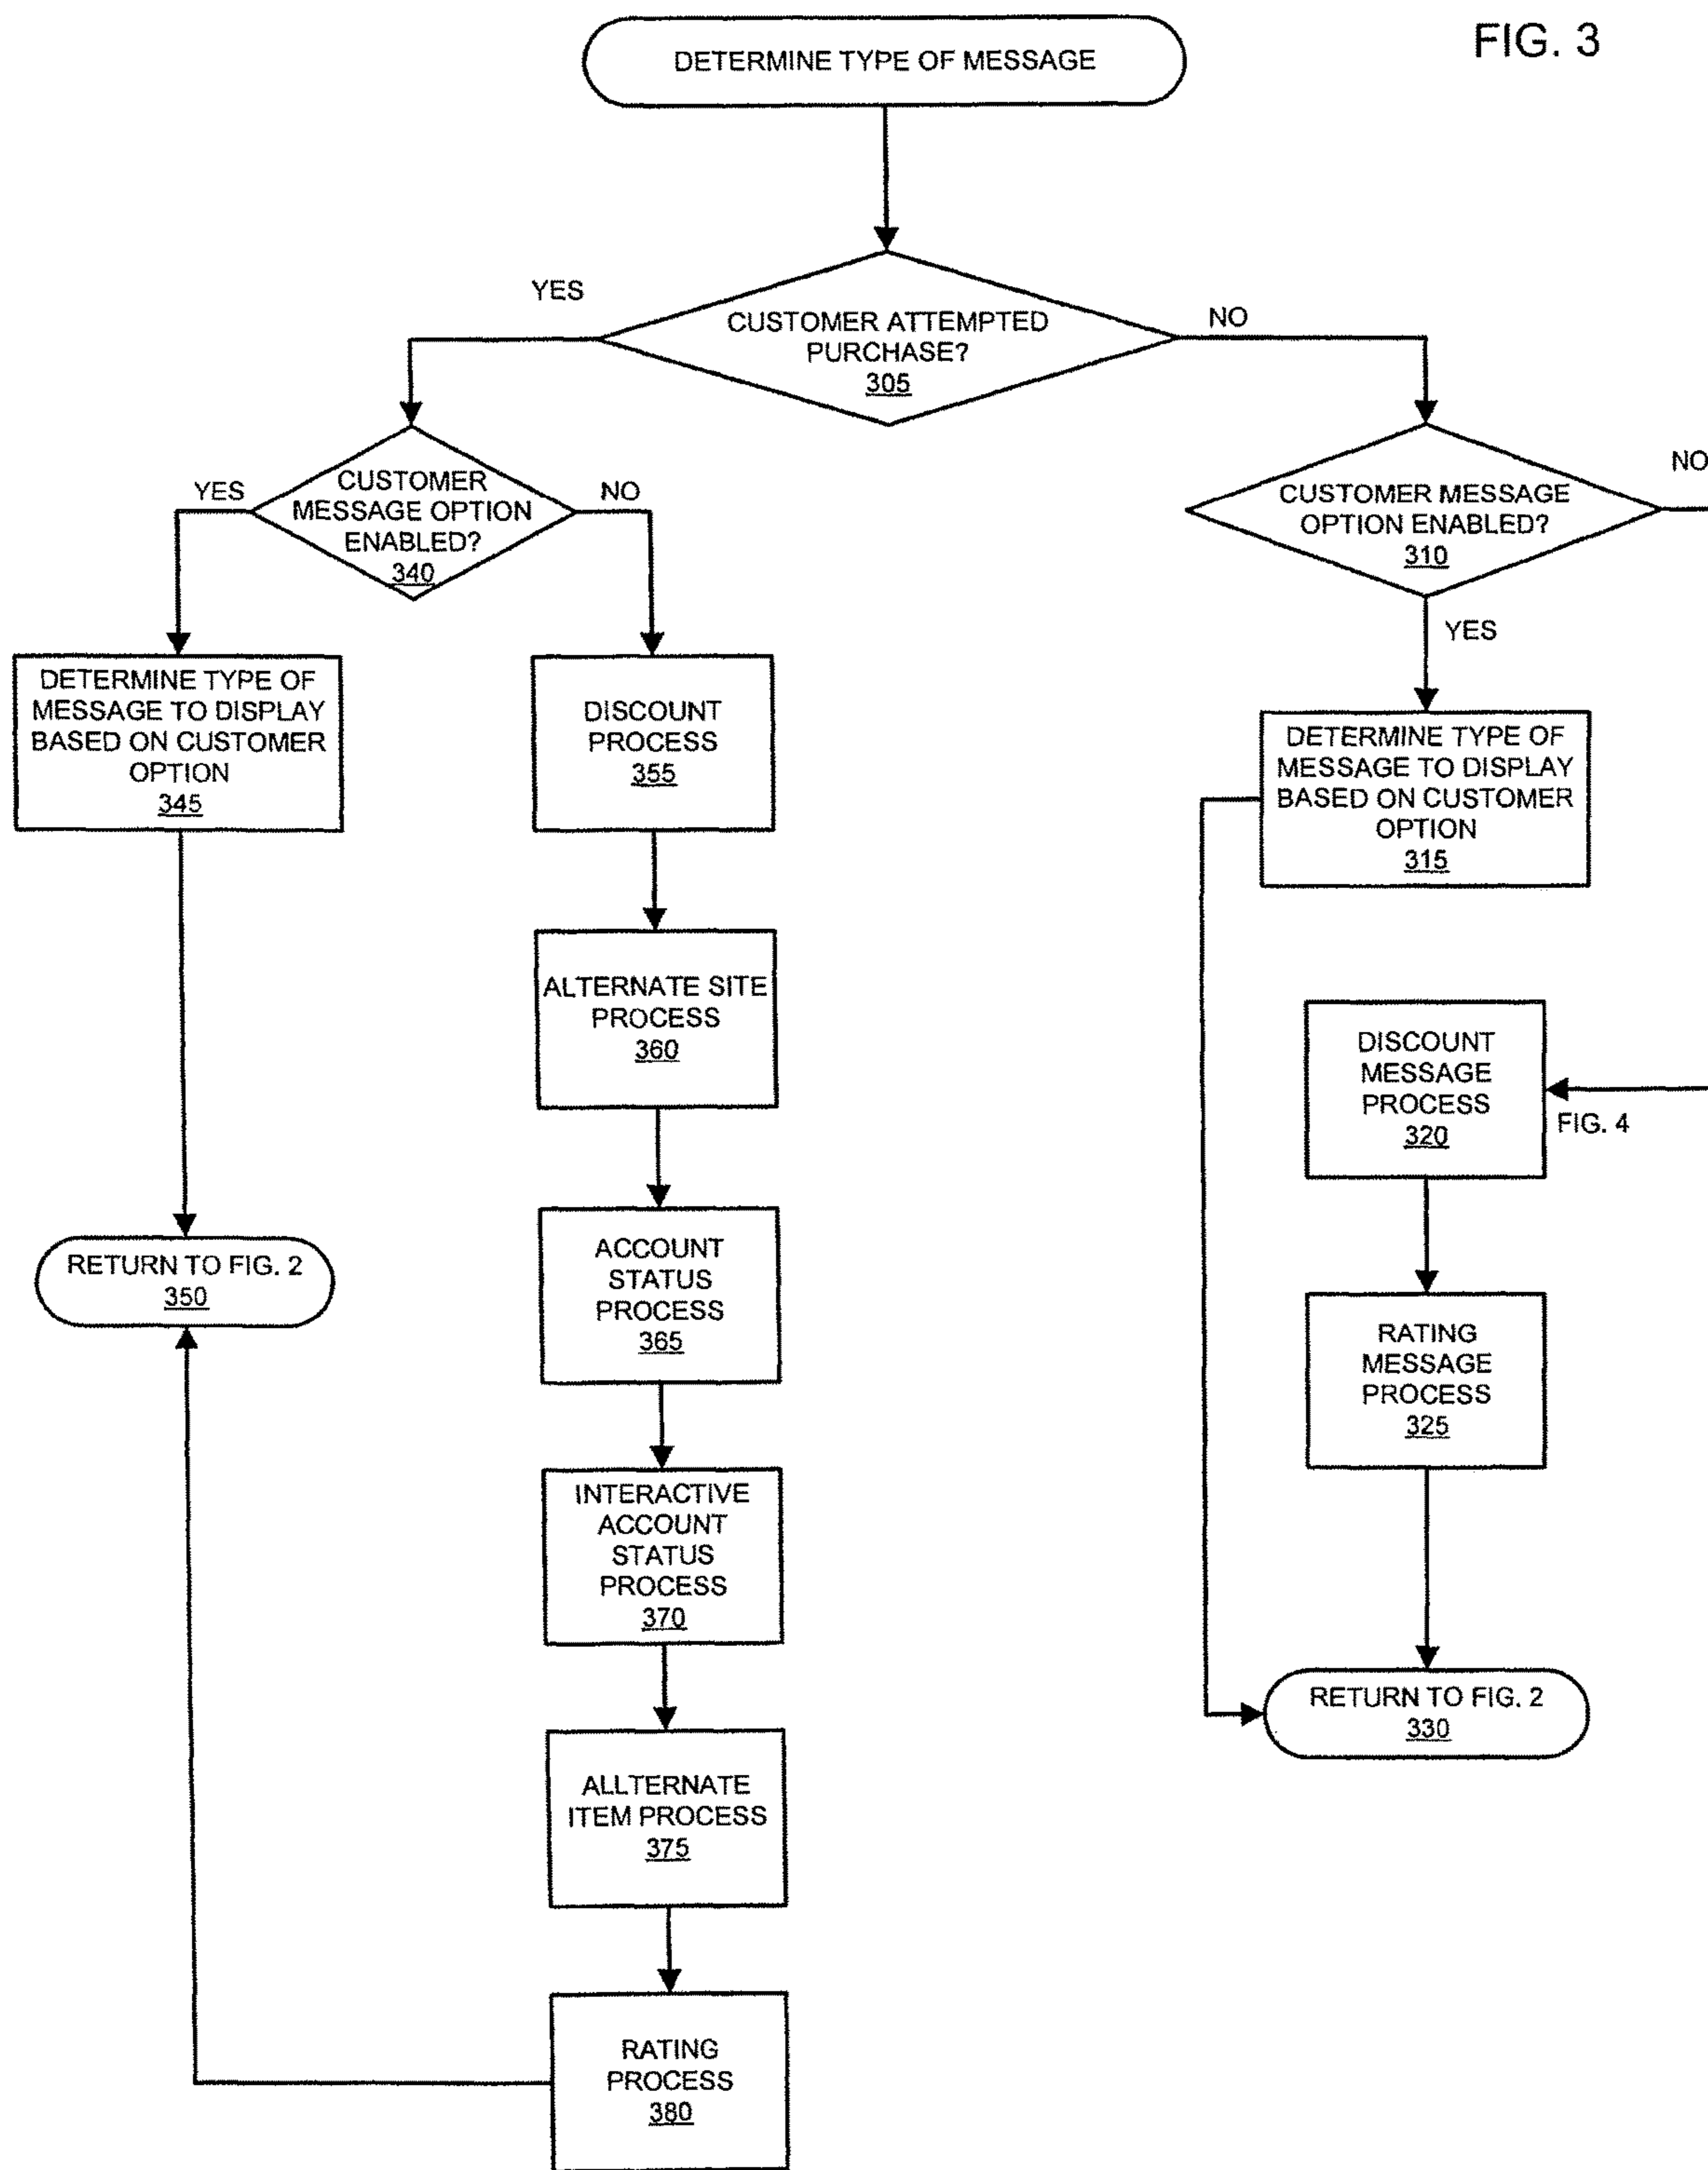 FIG. 3
DETERMINE TYPE OF MESSAGE
YES
CUSTOMER ATTEMPTED
PURCHASE?
305
NO
YES
CUSTOMER
MESSAGE OPTION
ENABLED?
340
NO
CUSTOMER MESSAGE
OPTION ENABLED?
310
NO
YES
DETERMINE TYPE OF
MESSAGE TO DISPLAY
BASED ON CUSTOMER
OPTION
345
DISCOUNT
PROCESS
355
DETERMINE TYPE OF
MESSAGE TO DISPLAY
BASED ON CUSTOMER
OPTION
315
ALTERNATE SITE
PROCESS
360
DISCOUNT
MESSAGE
PROCESS
320
FIG. 4
RETURN TO FIG. 2
350
ACCOUNT
STATUS
PROCESS
365
RATING
MESSAGE
PROCESS
325
INTERACTIVE
ACCOUNT
STATUS
PROCESS
370
RETURN TO FIG. 2
330
ALLTERNATE
ITEM PROCESS
375
RATING
PROCESS
380